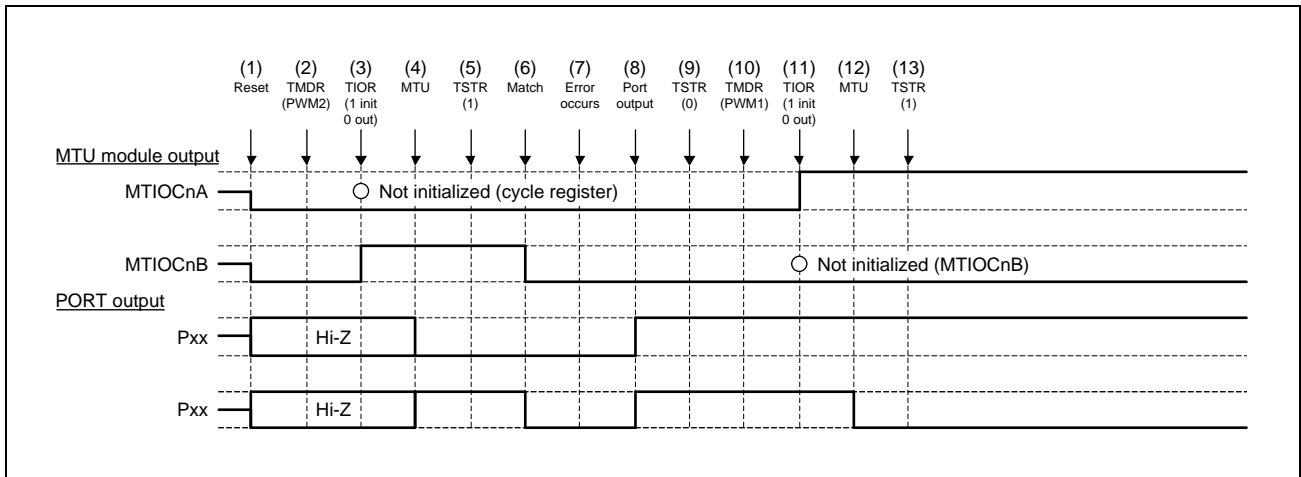 (1) (2) (3) (4) (5) (6) (7) (8) (9) (10) (11) (12) (13)
Reset TMDR TIOR MTU TSTR Match Error Port TSTR TMDR TIOR MTU TSTR
(PWM2) (1 init (1) occurs output (0) (PWM1) (1 init (1)
0 out) 0 out)
MTU module output
MTIOCnA Not initialized (cycle register)
MTIOCnB Not initialized (MTIOCnB)
PORT output
Pxx Hi-Z
Pxx Hi-Z